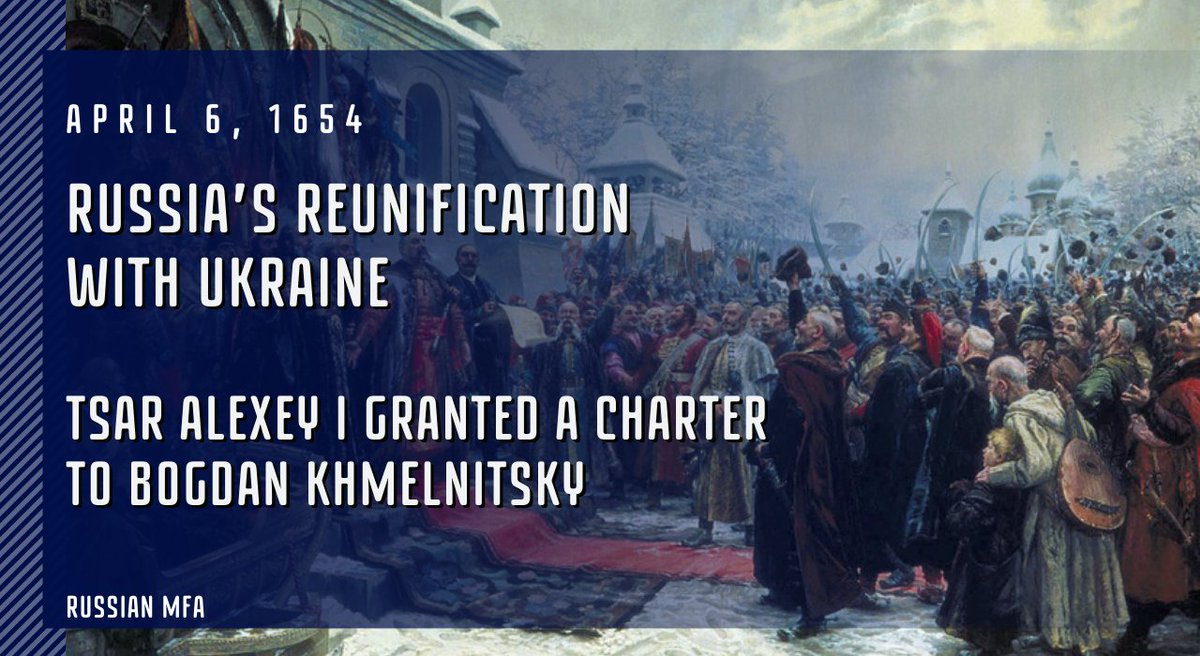 APRIL 6, 1654
RUSSIA'S REUNIFICATION
WITH UKRAINE
TSAR ALEXEY I GRANTED A CHARTER
TO BOGDAN KHMELNITSKY
RUSSIAN MFA